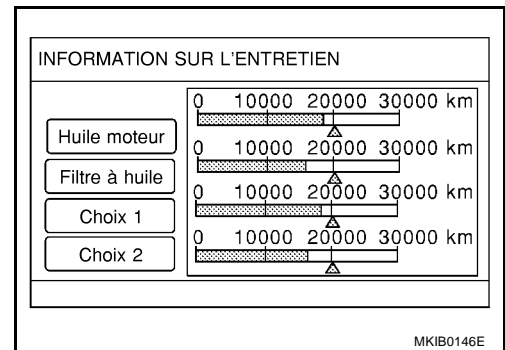 INFORMATION SUR L'ENTRETIEN
0 10000 20000 30000 km
Huile moteur
0 10000 20000 30000 km
Filtre à huile
0 10000 20000 30000 km
Choix 1
0 10000 20000 30000 km
Choix 2
MKIB0146E